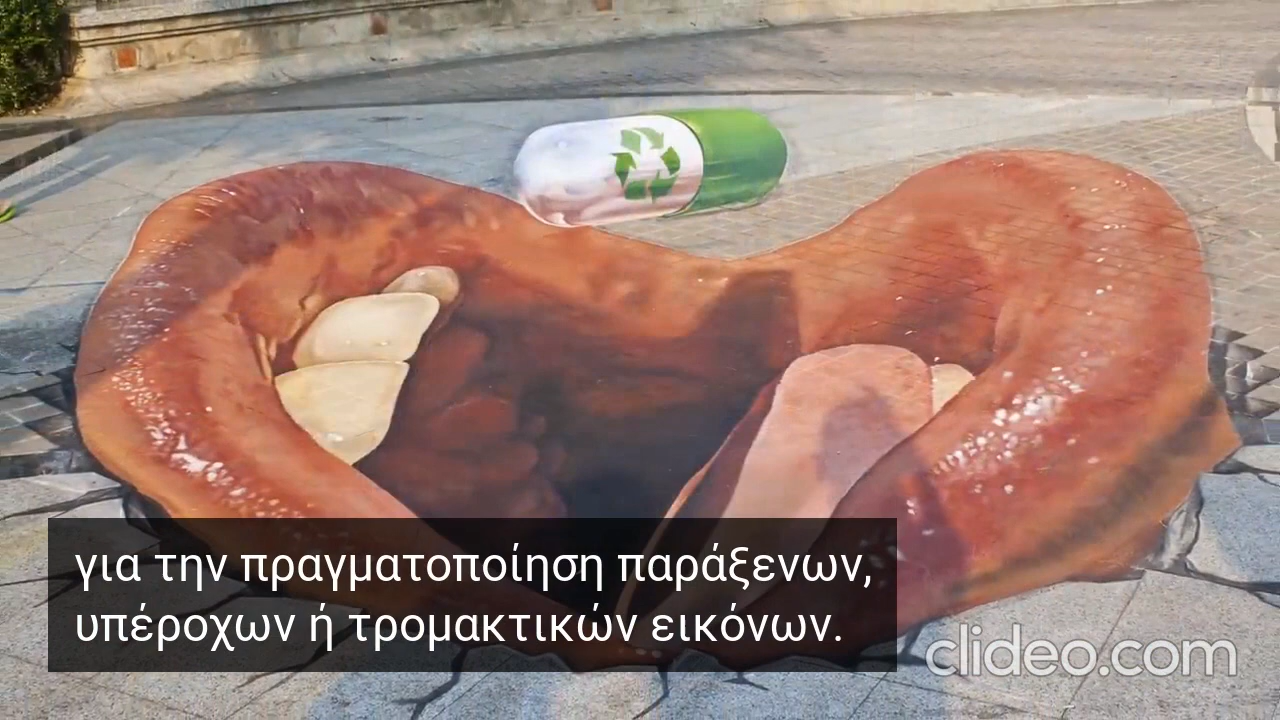 για την πραγματοποίηση παράξενων,
υπέροχων ή τρομακτικών εικόνων.
clideo.com